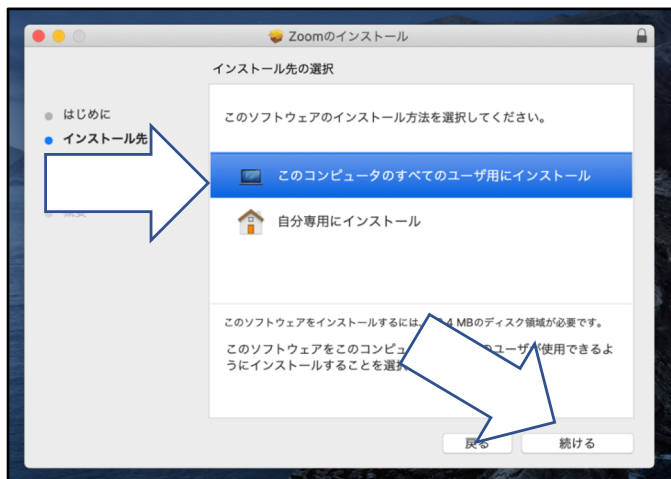 Zoomのインストール
インストール先の選択
はじめに
インストール先
このソフトウェアのインストール方法を選択してください。
このコンピュータのすべてのユーザ用にインストール
自分専用にインストール
このソフトウェアをインストールするには、 4 MBのディスク領域が必要です。
このソフトウェアをこのコンピュ のユーザが使用できるよ
うにインストールすることを選択
戻る
続ける